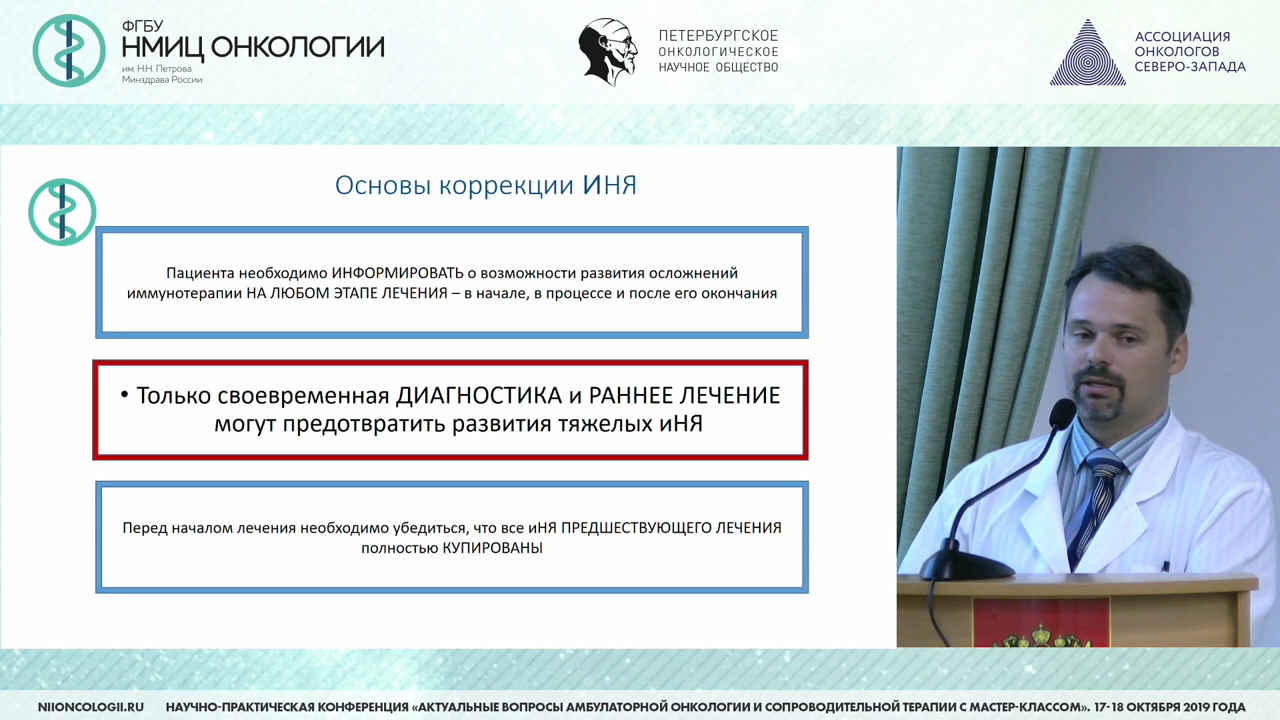 ФГБУ
НМИЦ ОНКОЛОГИИ
им. Н.Н. Петрова
Минздрава России
ПЕТЕРБУРГСКОЕ
ОНКОЛОГИЧЕСКОЕ
НАУЧНОЕ ОБЩЕСТВО
АССОЦИАЦИЯ
ОНКОЛОГОВ
СЕВЕРО-ЗАПАДА
Основы коррекции ИНЯ
Пациента необходимо ИНФОРМИРОВАТЬ о возможности развития осложнений
иммунотерапии НА ЛЮБОМ ЭТАПЕ ЛЕЧЕНИЯ – в начале, в процессе и после его окончания
• Только своевременная ДИАГНОСТИКА и РАННЕЕ ЛЕЧЕНИЕ
могут предотвратить развития тяжелых иНЯ
Перед началом лечения необходимо убедиться, что все иНЯ ПРЕДШЕСТВУЮЩЕГО ЛЕЧЕНИЯ
полностью КУПИРОВАНЫ
NIIONCOLOGII.RU НАУЧНО-ПРАКТИЧЕСКАЯ КОНФЕРЕНЦИЯ «АКТУАЛЬНЫЕ ВОПРОСЫ АМБУЛАТОРНОЙ ОНКОЛОГИИ И СОПРОВОДИТЕЛЬНОЙ ТЕРАПИИ С МАСТЕР-КЛАССОМ». 17-18 ОКТЯБРЯ 2019 ГОДА